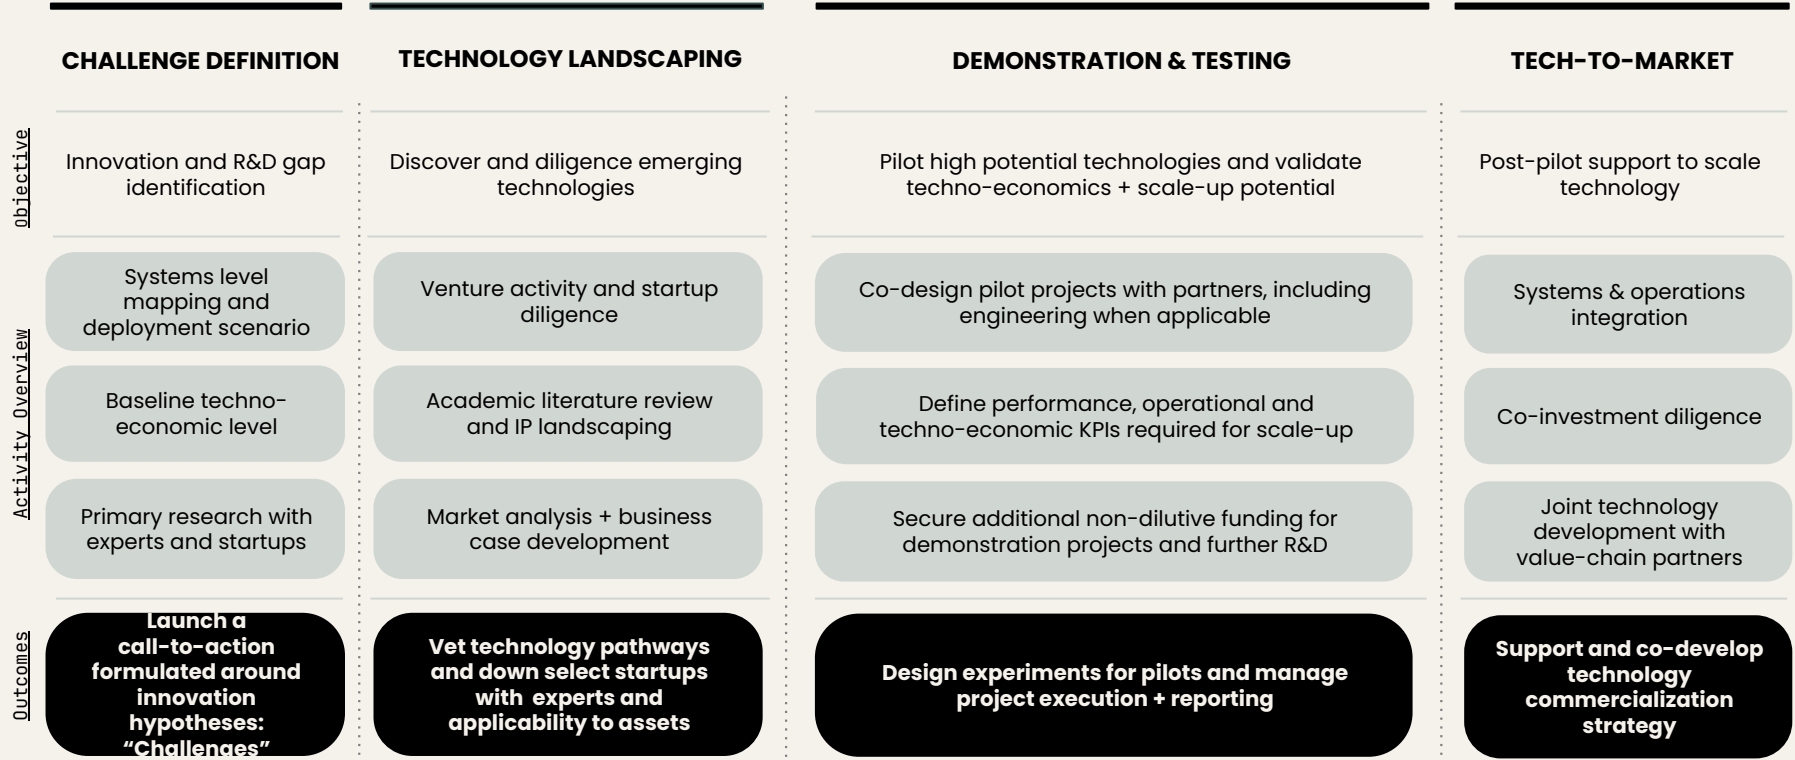 CHALLENGE DEFINITION
TECHNOLOGY LANDSCAPING
DEMONSTRATION & TESTING
TECH-TO-MARKET
Objective
Innovation and R&D gap
identification
Discover and diligence emerging
technologies
Pilot high potential technologies and validate
techno-economics + scale-up potential
Post-pilot support to scale
technology
Activity Overview
Systems level
mapping and
deployment scenario
Venture activity and startup
diligence
Co-design pilot projects with partners, including
engineering when applicable
Systems & operations
integration
Baseline techno-
economic level
Academic literature review
and IP landscaping
Define performance, operational and
techno-economic KPIs required for scale-up
Co-investment diligence
Primary research with
experts and startups
Market analysis + business
case development
Secure additional non-dilutive funding for
demonstration projects and further R&D
Joint technology
development with
value-chain partners
Outcomes
Launch a
call-to-action
formulated around
innovation
hypotheses:
“Challenges”
Vet technology pathways
and down select startups
with experts and
applicability to assets
Design experiments for pilots and manage
project execution + reporting
Support and co-develop
technology
commercialization
strategy